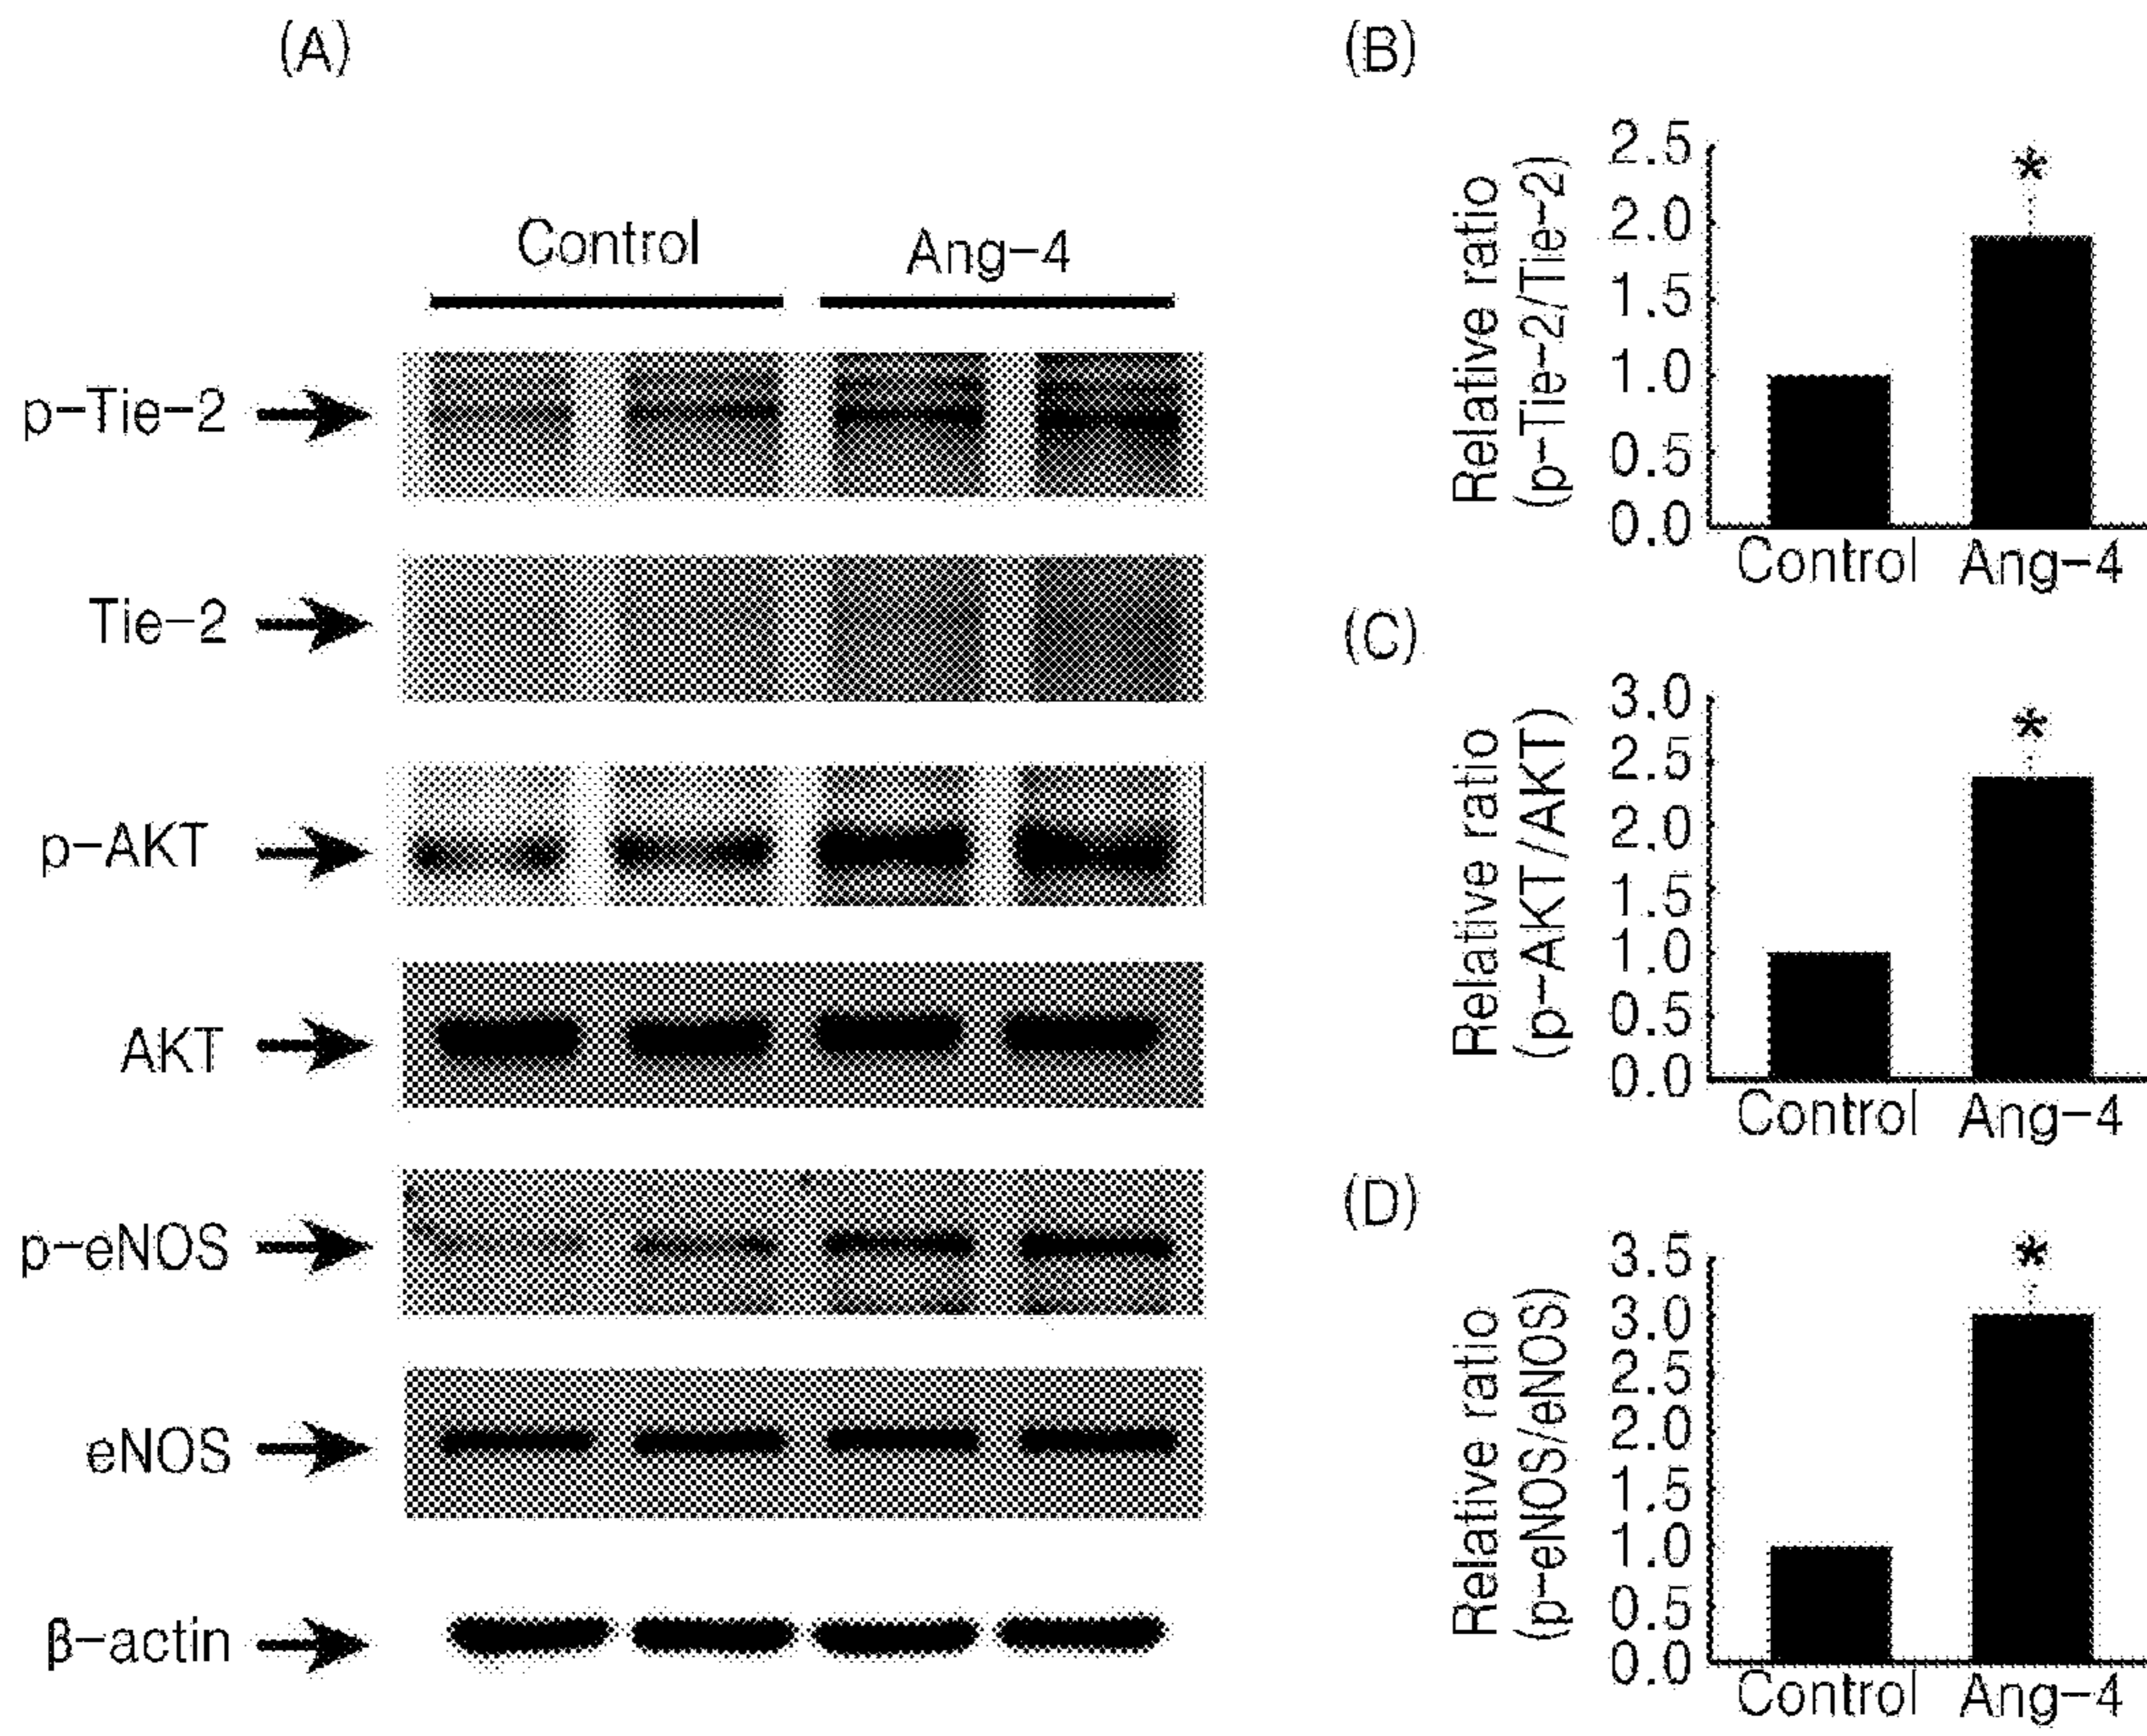 (A)
Control
Ang-4
p-Tie-2
Tie-2
p-AKT
AKT
p-eNOS
eNOS
β-actin
(B)
Relative ratio
(p-Tie-2/Tie-2)
2.5
2.0
1.5
1.0
0.5
0.0
*
Control
Ang-4
(C)
Relative ratio
(p-AKT/AKT)
3.0
2.5
2.0
1.5
1.0
0.5
0.0
*
Control
Ang-4
(D)
Relative ratio
(p-eNOS/eNOS)
3.5
3.0
2.5
2.0
1.5
1.0
0.5
0.0
*
Control
Ang-4